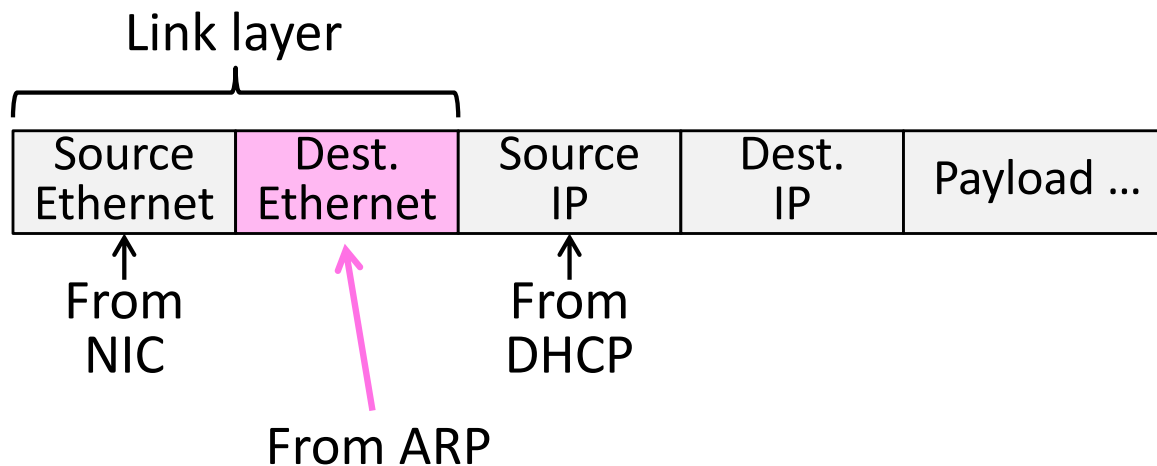 Link layer
Source
Ethernet
Dest.
Ethernet
Source
IP
Dest.
IP
Payload ...
From
NIC
From
DHCP
From ARP